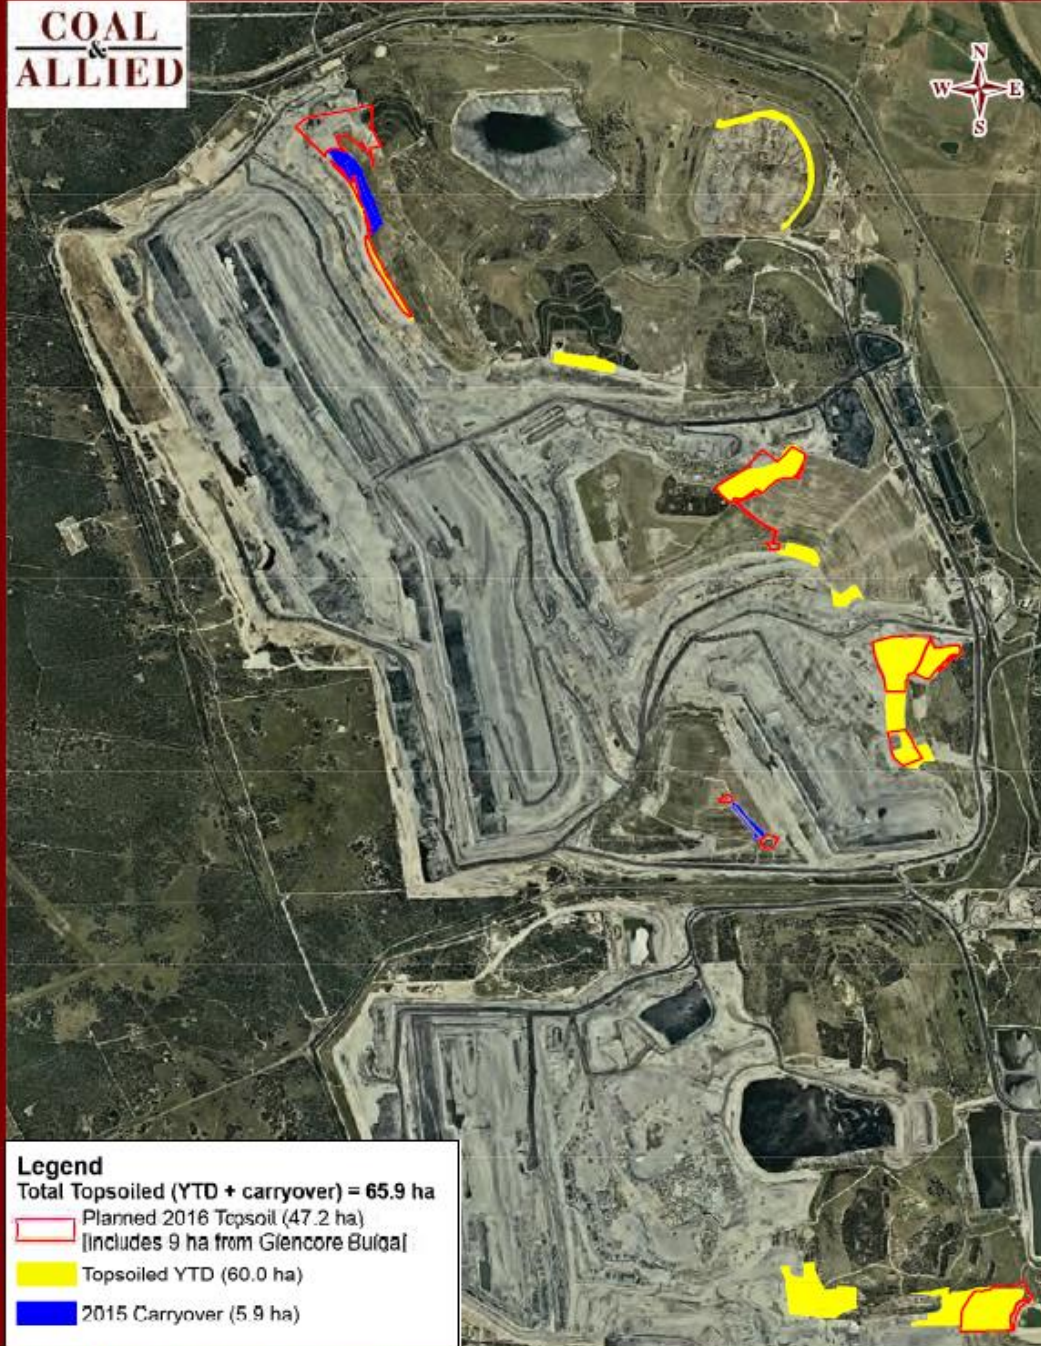 COAL
&
ALLIED
N
W E
S
Legend
Total Topsoiled (YTD + carryover) = 65.9 ha
Planned 2016 Topsoil (47.2 ha)
[includes 9 ha from Glencore Bulga[
Topsoiled YTD (60.0 ha)
2015 Carryover (5.9 ha)